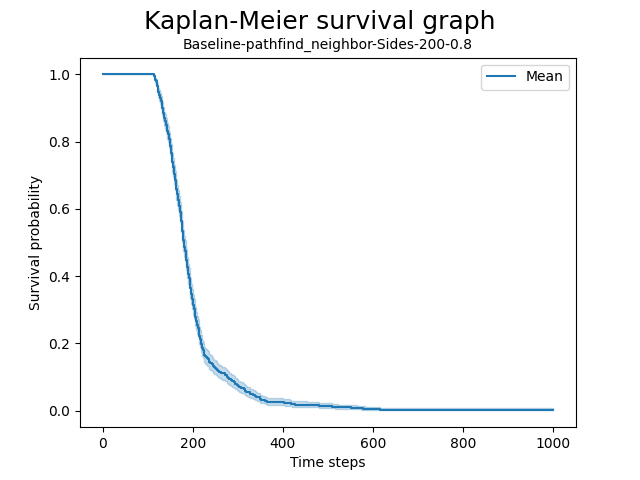 Kaplan-Meier survival graph
Baseline-pathfind_neighbor-Sides-200-0.8
Mean
1.0
0.8
0.6
0.4
0.2
0.0
Survival probability
0 200 400 600 800 1000
Time steps